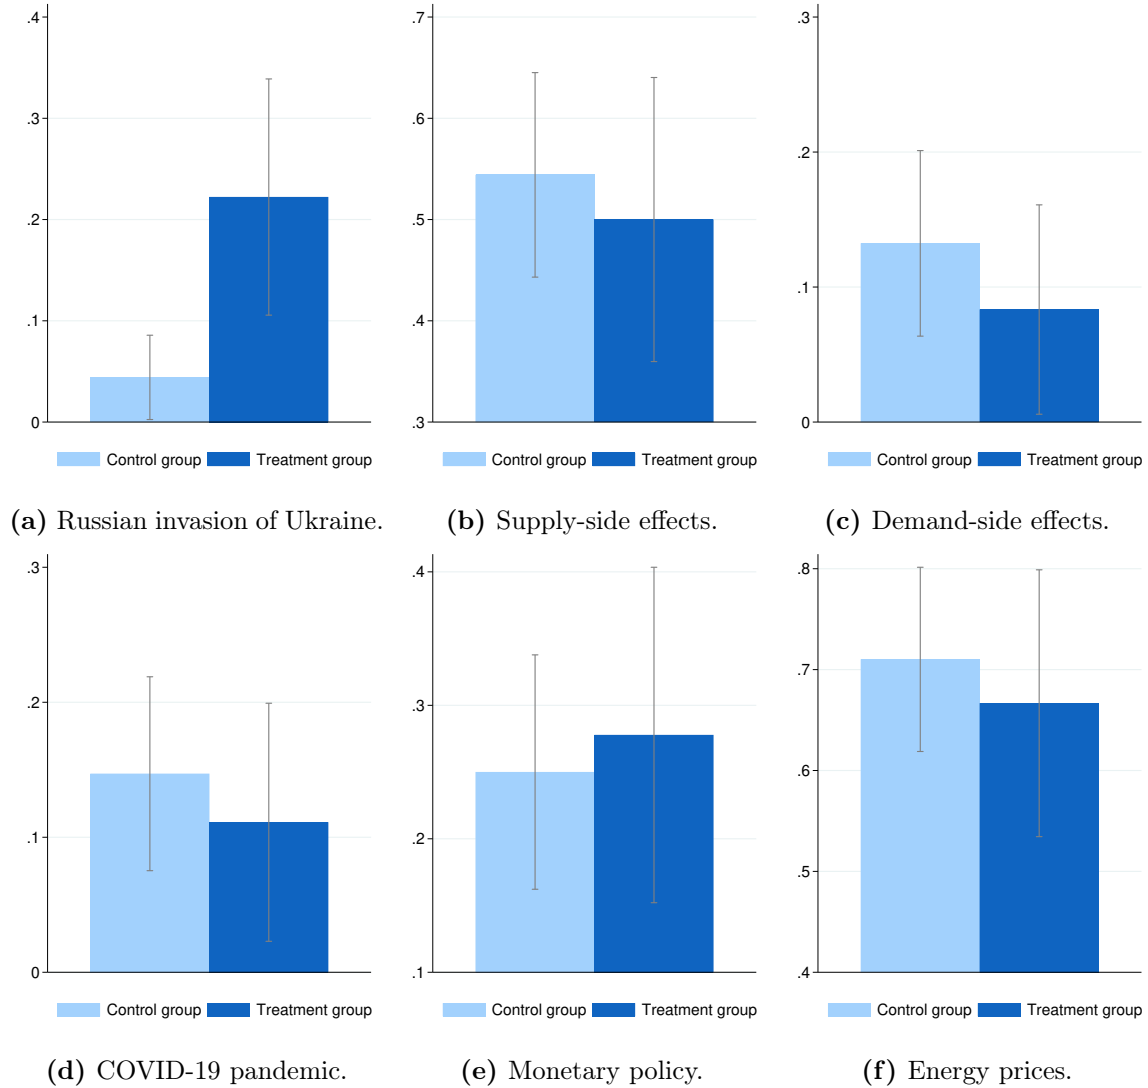 .4
.3
.2
.1
0
Control group Treatment group
(a) Russian invasion of Ukraine.
.7
.6
.5
.4
.3
Control group Treatment group
(b) Supply-side effects.
.3
.2
.1
0
Control group Treatment group
(c) Demand-side effects.
.3
.2
.1
0
Control group Treatment group
(d) COVID-19 pandemic.
.4
.3
.2
.1
Control group Treatment group
(e) Monetary policy.
.8
.7
.6
.5
.4
Control group Treatment group
(f) Energy prices.